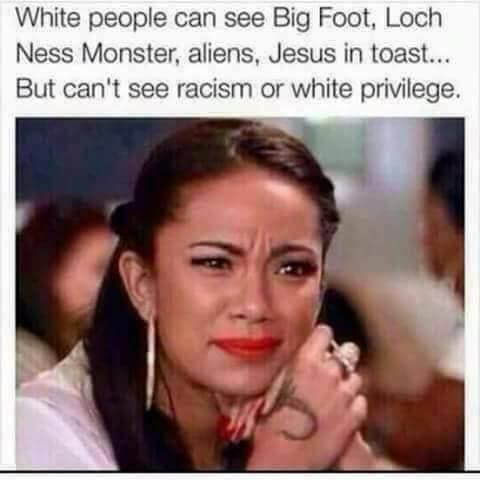 White people can see Big Foot, Loch
Ness Monster, aliens, Jesus in toast...
But can't see racism or white privilege.